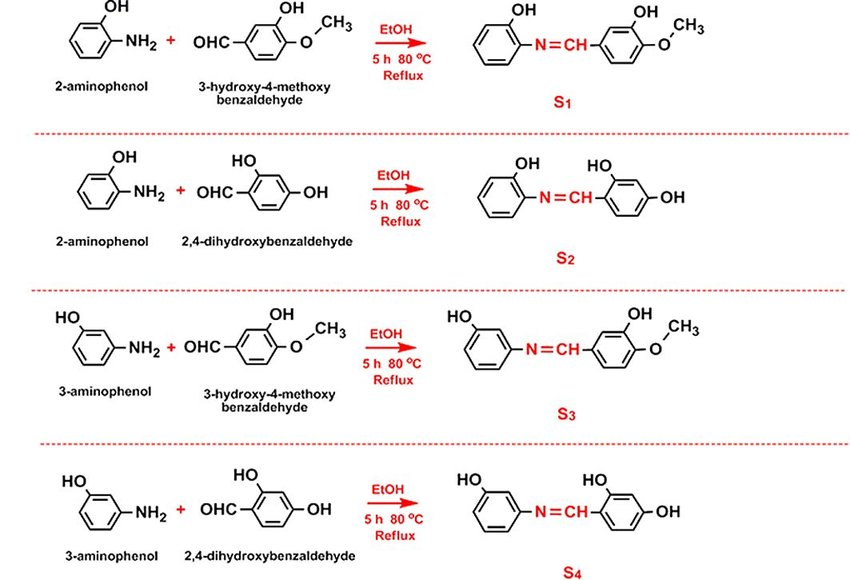 OH
NH2 +
OHC
OH
O
CH3
EtOH
5 h 80 oC
Reflux
OH
N=CH
OH
O
CH3
2-aminophenol
3-hydroxy-4-methoxy
benzaldehyde
S1
OH
NH2 +
HO
OHC
OH
EtOH
5 h 80 oC
Reflux
OH
N=CH
HO
OH
2-aminophenol
2,4-dihydroxybenzaldehyde
S2
HO
NH2 +
OHC
OH
O
CH3
EtOH
5 h 80 oC
Reflux
HO
N=CH
OH
O
CH3
3-aminophenol
3-hydroxy-4-methoxy
benzaldehyde
S3
HO
NH2 +
HO
OHC
OH
EtOH
5 h 80 oC
Reflux
HO
N=CH
HO
OH
3-aminophenol
2,4-dihydroxybenzaldehyde
S4